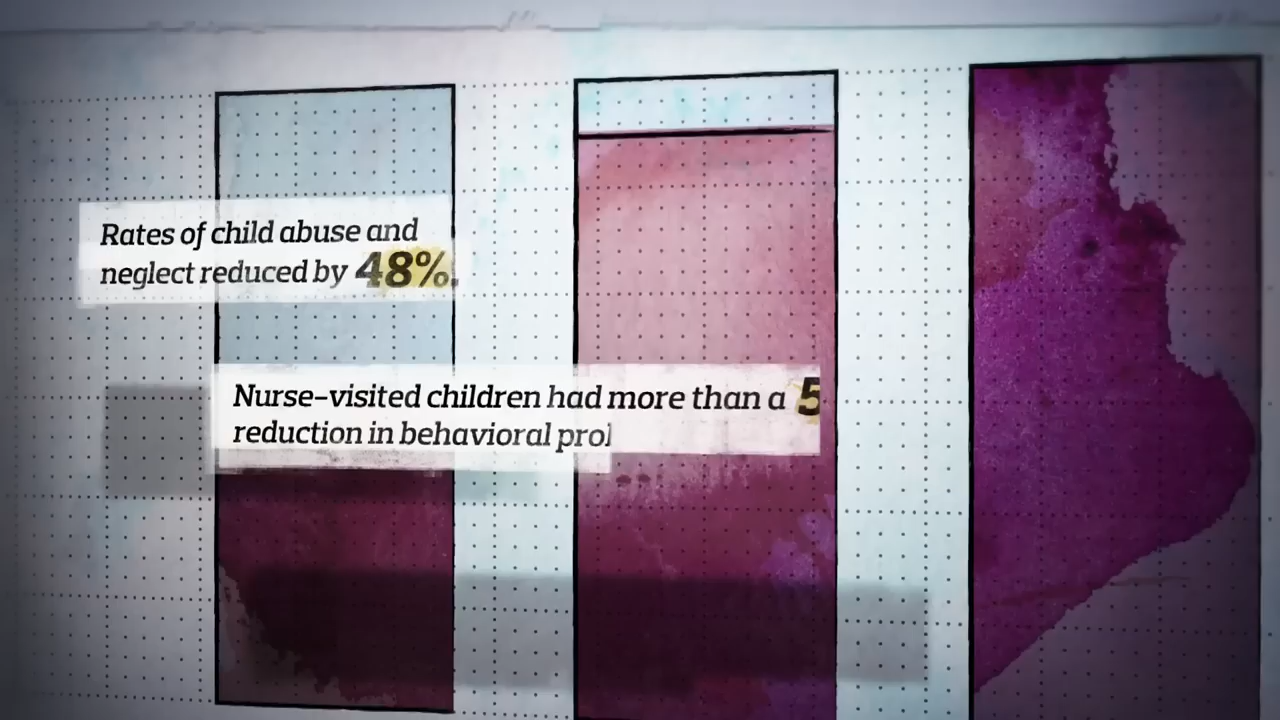 Rates of child abuse and
neglect reduced by 48%.
Nurse-visited children had more than a 5
reduction in behavioral